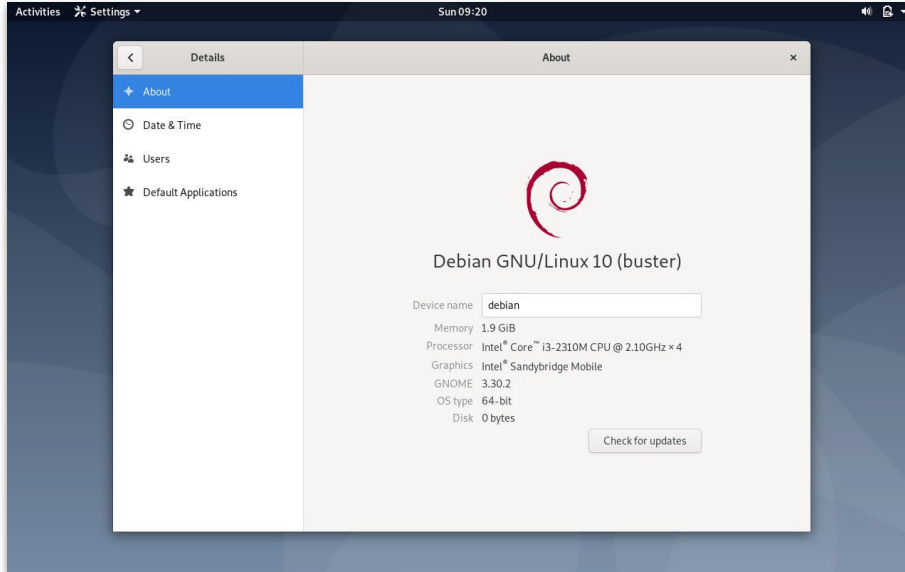 Activities Settings Sun 09:20
Details About
About
Date & Time
Users
Default Applications
Debian GNU/Linux 10 (buster)
Device name debian
Memory 1.9 GiB
Processor Intel® Core™ i3-2310M CPU @ 2.10GHz × 4
Graphics Intel® Sandybridge Mobile
GNOME 3.30.2
OS type 64-bit
Disk 0 bytes
Check for updates